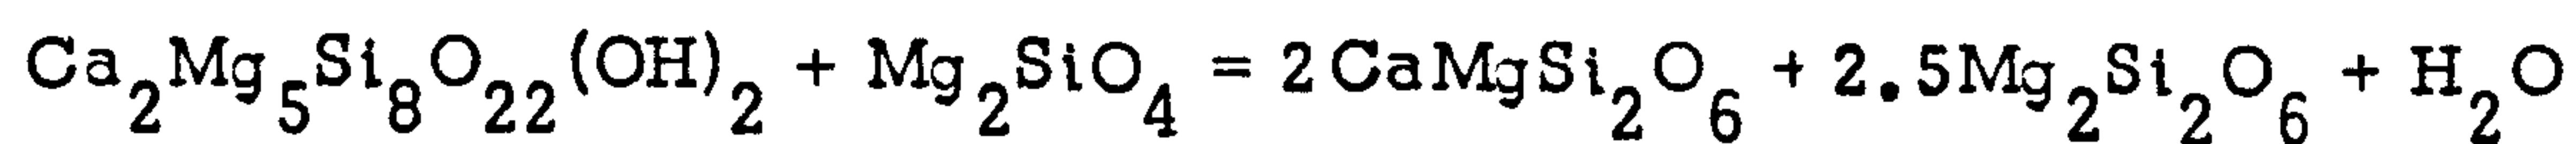 Ca₂Mg₅Si₈O₂₂(OH)₂ + Mg₂SiO₄ = 2CaMgSi₂O₆ + 2.5Mg₂Si₂O₆ + H₂O